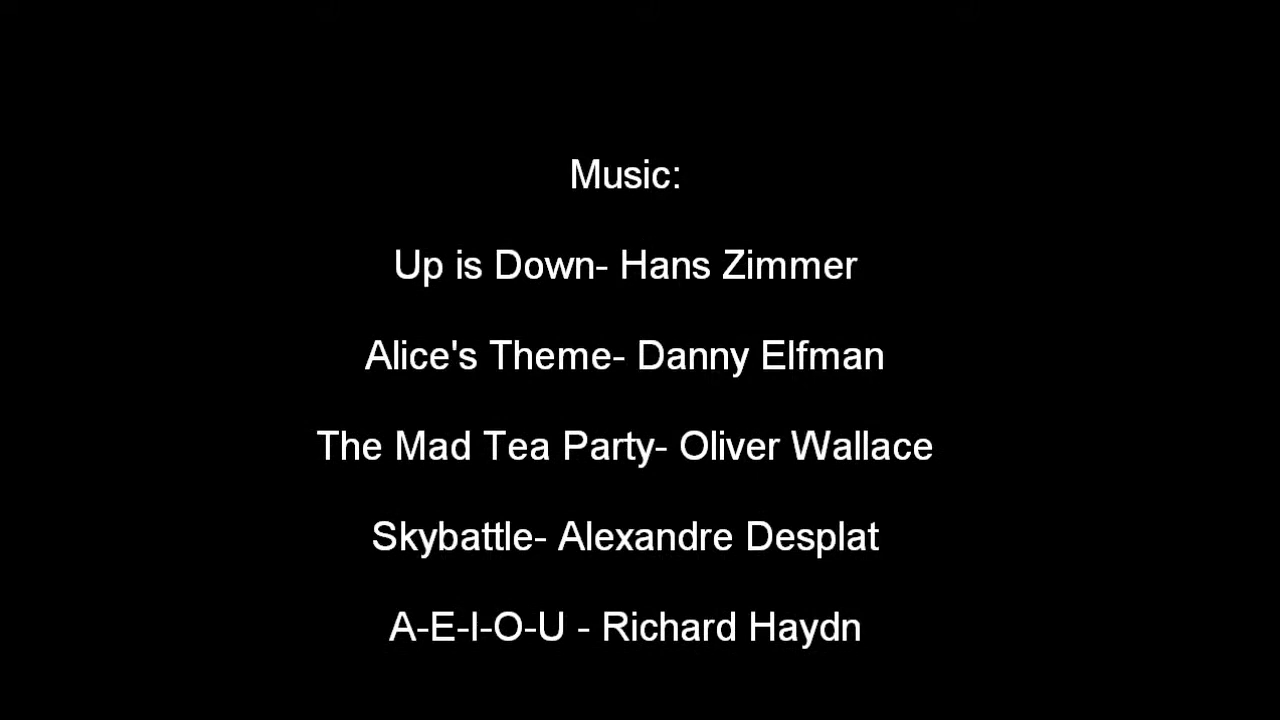 Music:
Up is Down- Hans Zimmer
Alice's Theme- Danny Elfman
The Mad Tea Party- Oliver Wallace
Skybattle- Alexandre Desplat
A-E-I-O-U - Richard Haydn